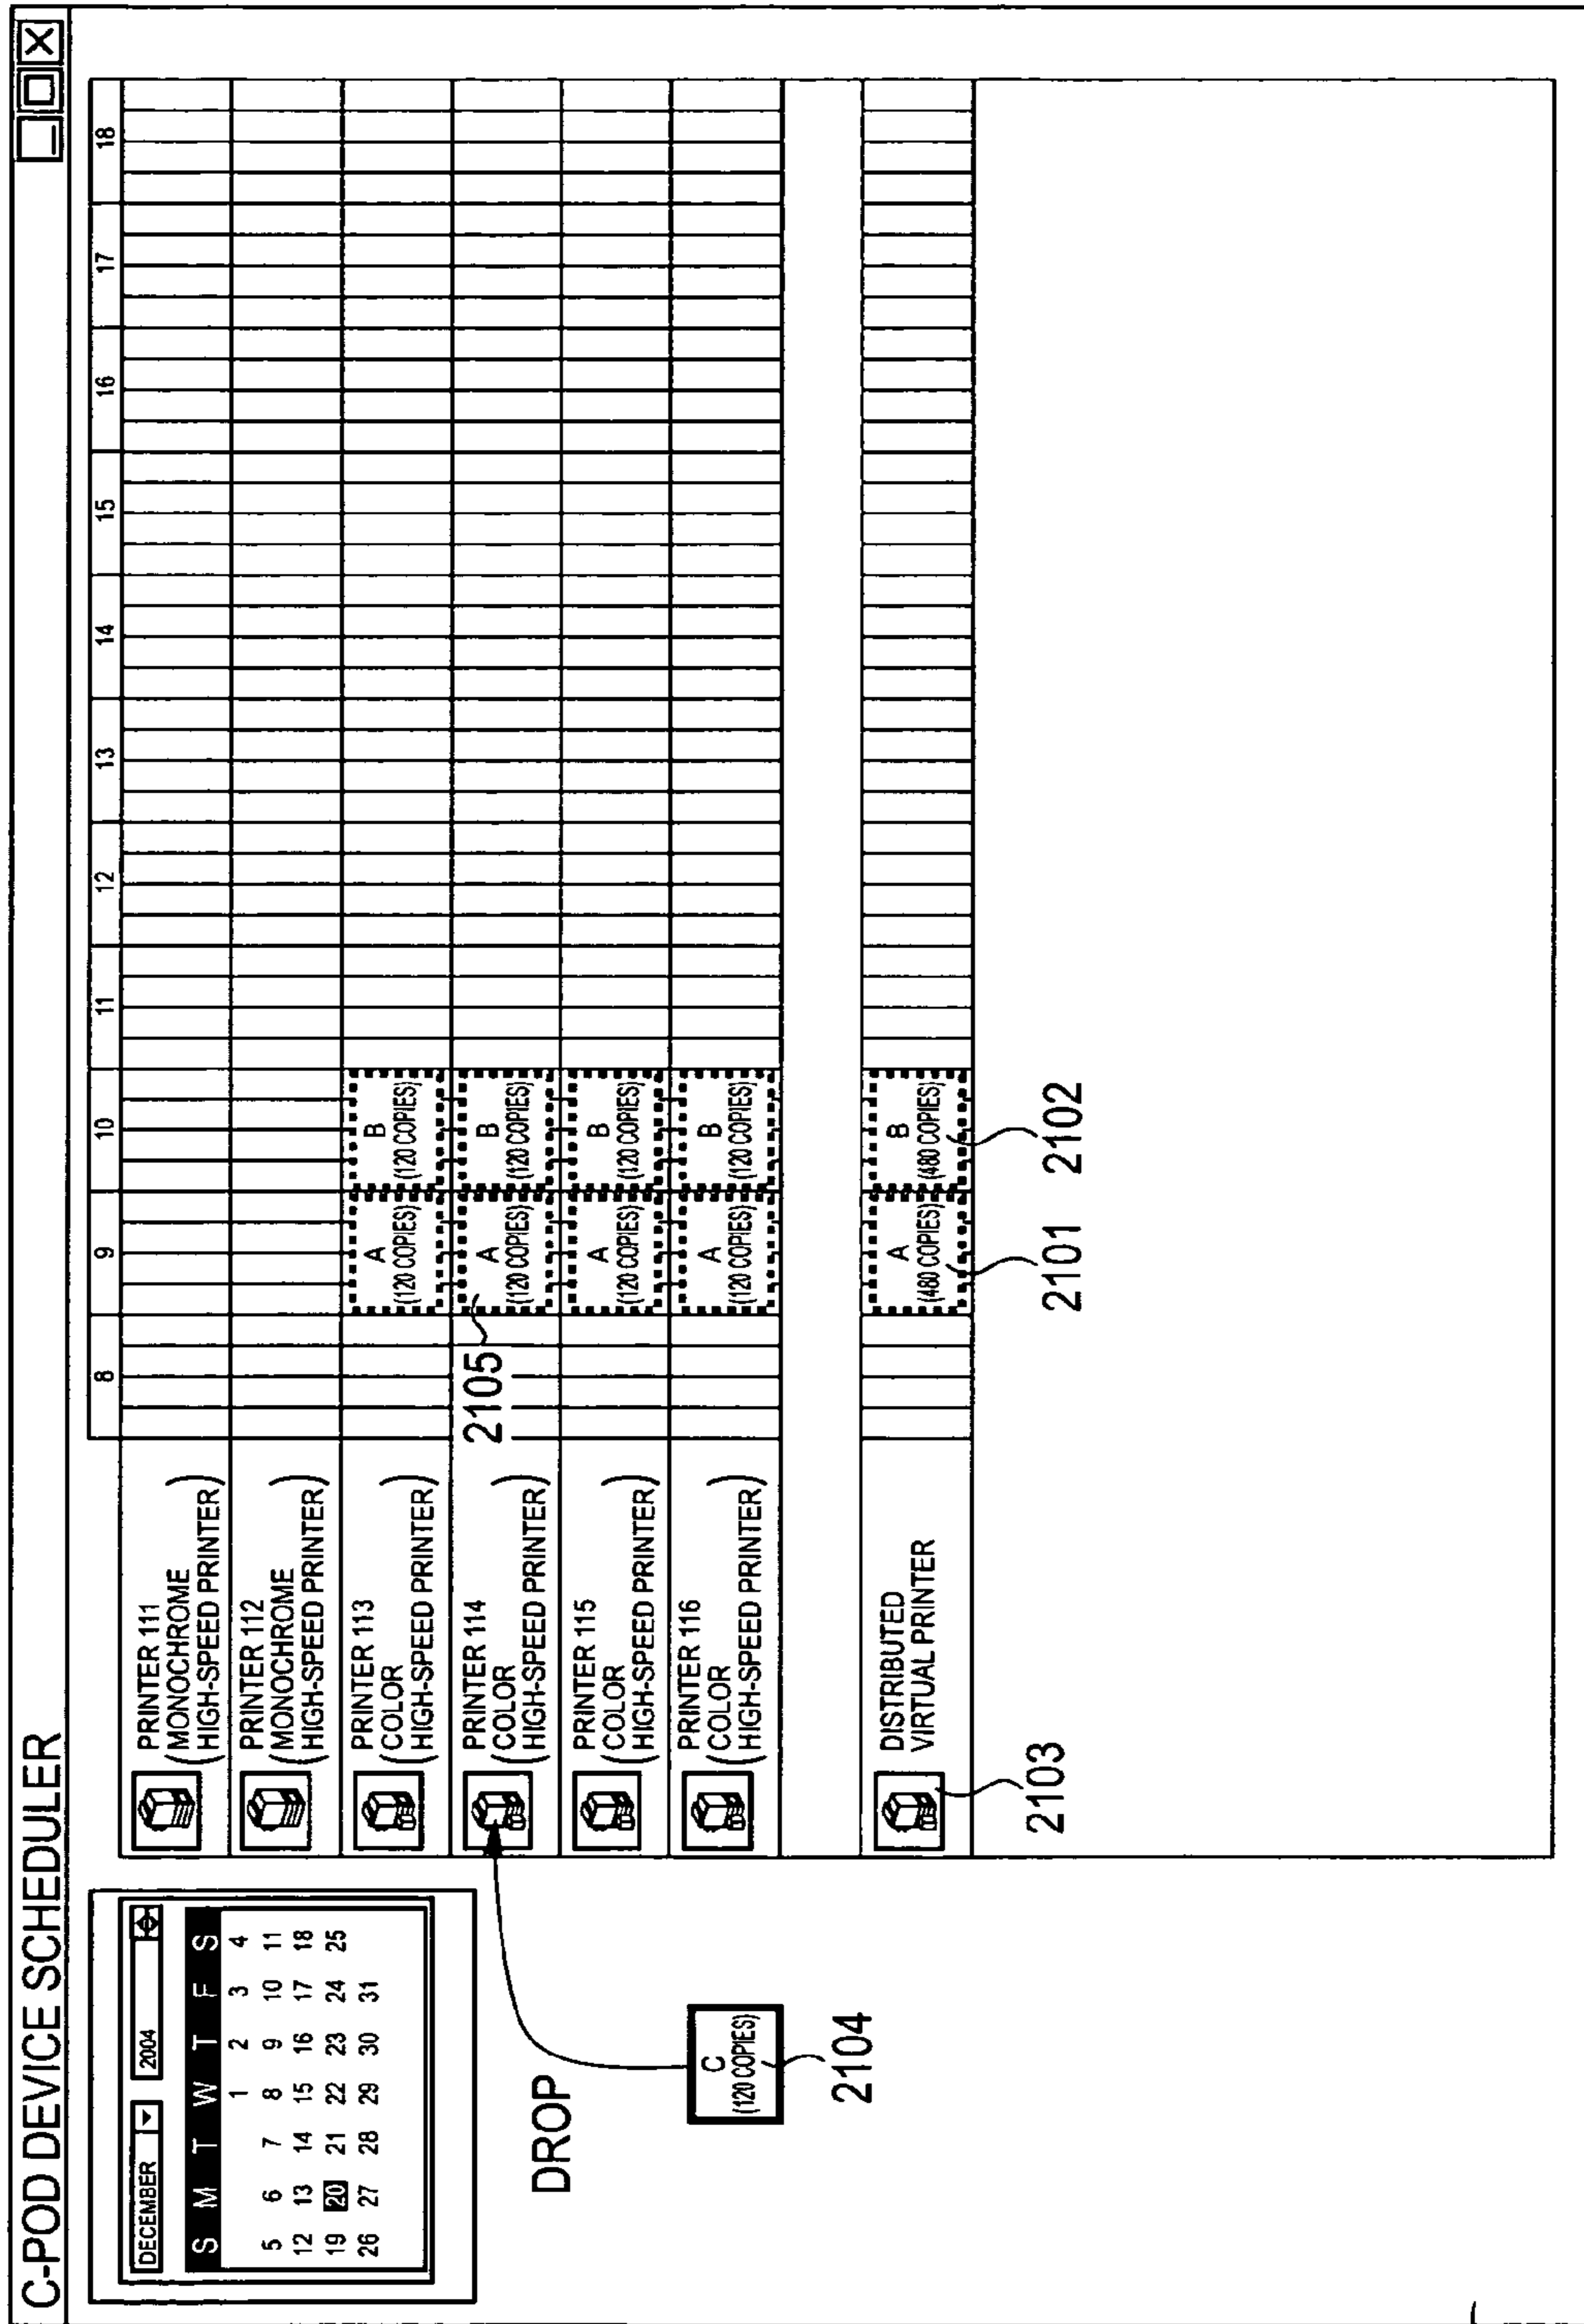 C-POD DEVICE SCHEDULER
DECEMBER 2004
S M T W T F S
1 2 3 4
5 6 7 8 9 10 11
12 13 14 15 16 17 18
19 20 21 22 23 24 25
26 27 28 29 30 31
DROP
C
(120 COPIES)
2104
8 9 10 11 12 13 14 15 16 17 18
PRINTER 111
(MONOCHROME
HIGH-SPEED PRINTER)
PRINTER 112
(MONOCHROME
HIGH-SPEED PRINTER)
PRINTER 113
(COLOR
HIGH-SPEED PRINTER)
A
(120 COPIES)
B
(120 COPIES)
PRINTER 114
(COLOR
HIGH-SPEED PRINTER)
2105
A
(120 COPIES)
B
(120 COPIES)
PRINTER 115
(COLOR
HIGH-SPEED PRINTER)
A
(120 COPIES)
B
(120 COPIES)
PRINTER 116
(COLOR
HIGH-SPEED PRINTER)
A
(120 COPIES)
B
(120 COPIES)
DISTRIBUTED
VIRTUAL PRINTER
A
(480 COPIES)
B
(480 COPIES)
2103
2101
2102